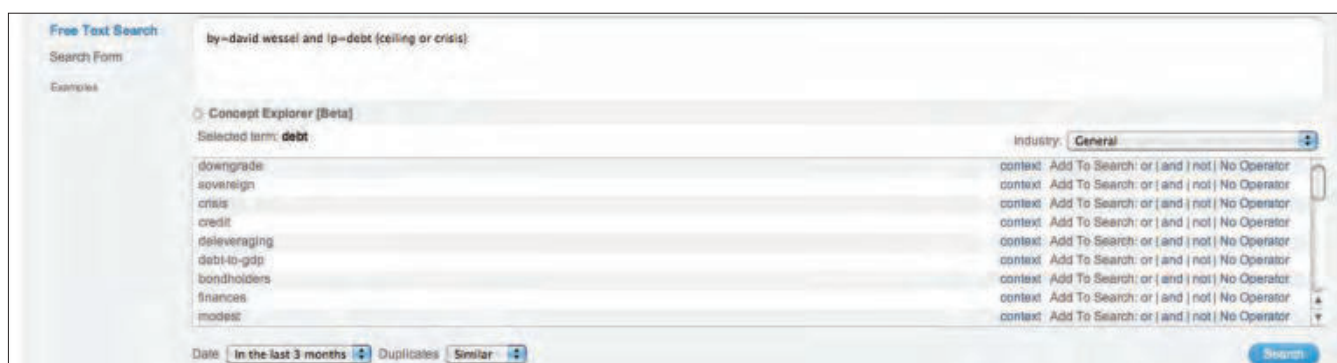 Free Text Search
Search Form
Examples
by=david wessel and lp=debt (ceiling or crisis)
Concept Explorer [Beta]
Selected term: debt
Industry: General
downgrade context Add To Search: or | and | not | No Operator
sovereign context Add To Search: or | and | not | No Operator
crisis context Add To Search: or | and | not | No Operator
credit context Add To Search: or | and | not | No Operator
deleveraging context Add To Search: or | and | not | No Operator
debt-to-gdp context Add To Search: or | and | not | No Operator
bondholders context Add To Search: or | and | not | No Operator
finances context Add To Search: or | and | not | No Operator
modest context Add To Search: or | and | not | No Operator
Date In the last 3 months Duplicates Similar Search